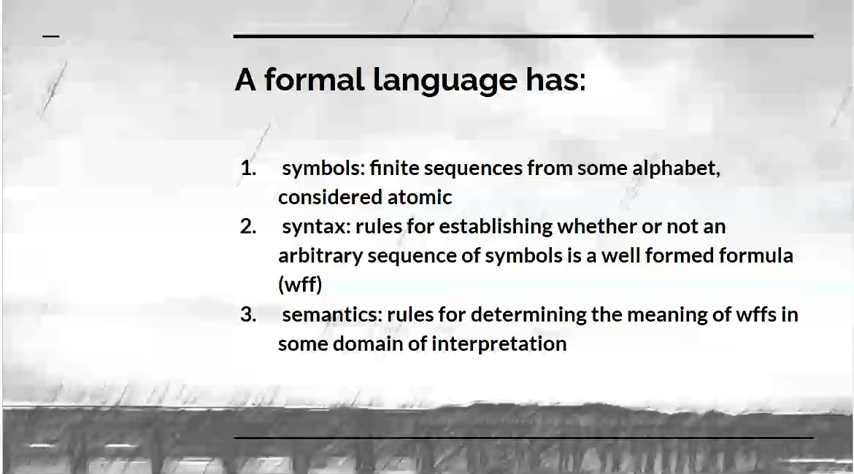 A formal language has:
1. symbols: finite sequences from some alphabet,
considered atomic
2. syntax: rules for establishing whether or not an
arbitrary sequence of symbols is a well formed formula
(wff)
3. semantics: rules for determining the meaning of wffs in
some domain of interpretation